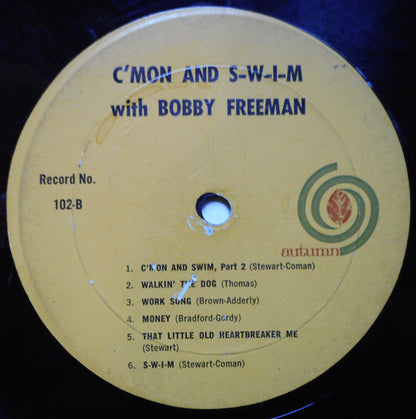 C'MON AND S-W-I-M
with BOBBY FREEMAN
Record No.
102-B
autumn
1. C'MON AND SWIM, Part 2 (Stewart-Coman)
2. WALKIN' THE DOG (Thomas)
3. WORK SONG (Brown-Adderly)
4. MONEY (Bradford-Gordy)
5. THAT LITTLE OLD HEARTBREAKER ME
(Stewart)
6. S-W-I-M (Stewart-Coman)